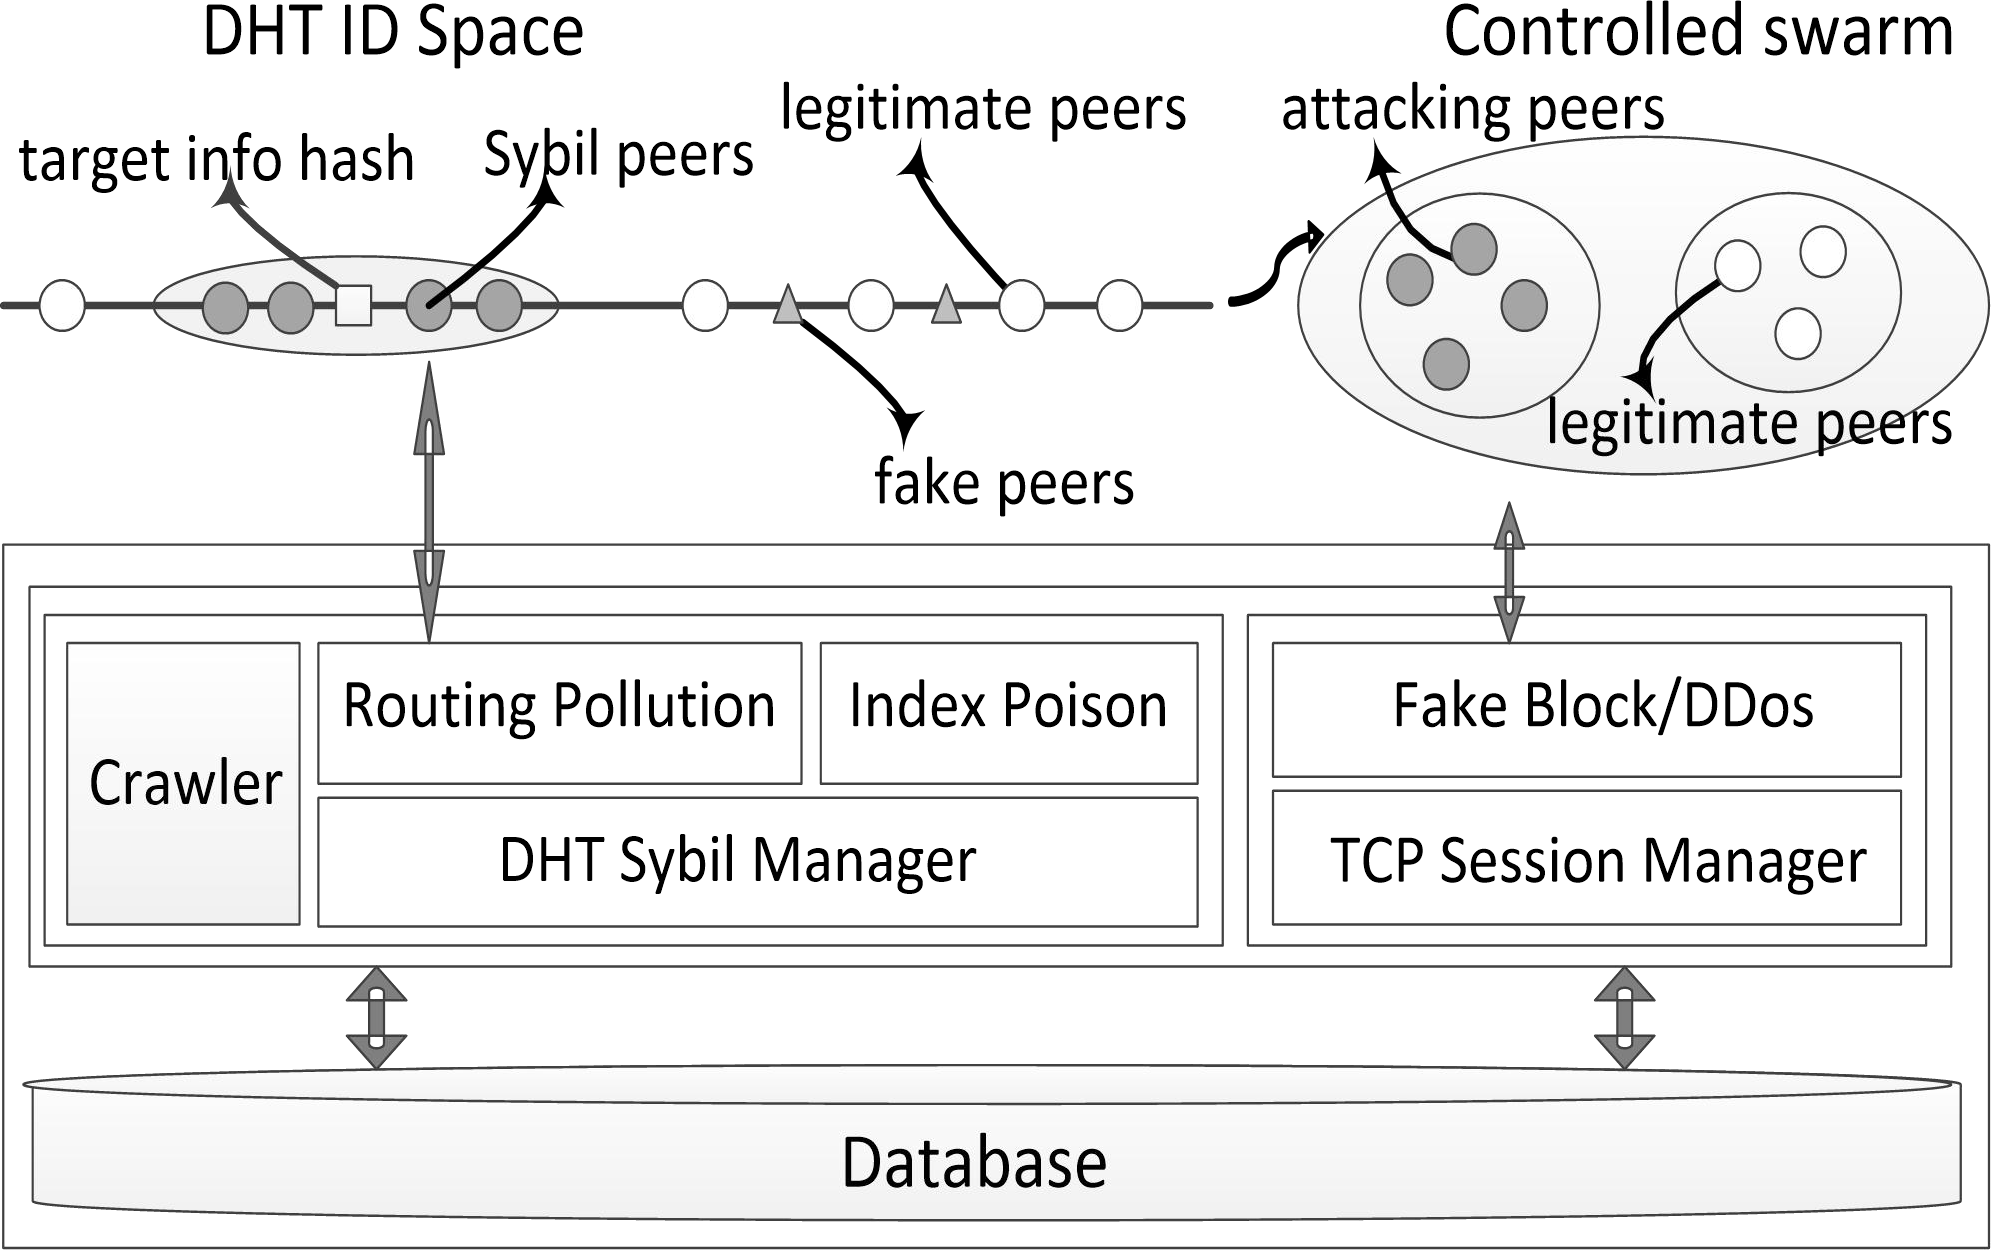 DHT ID Space
Controlled swarm
target info hash
Sybil peers
legitimate peers
attacking peers
fake peers
legitimate peers
Crawler
Routing Pollution
Index Poison
DHT Sybil Manager
Fake Block/DDos
TCP Session Manager
Database